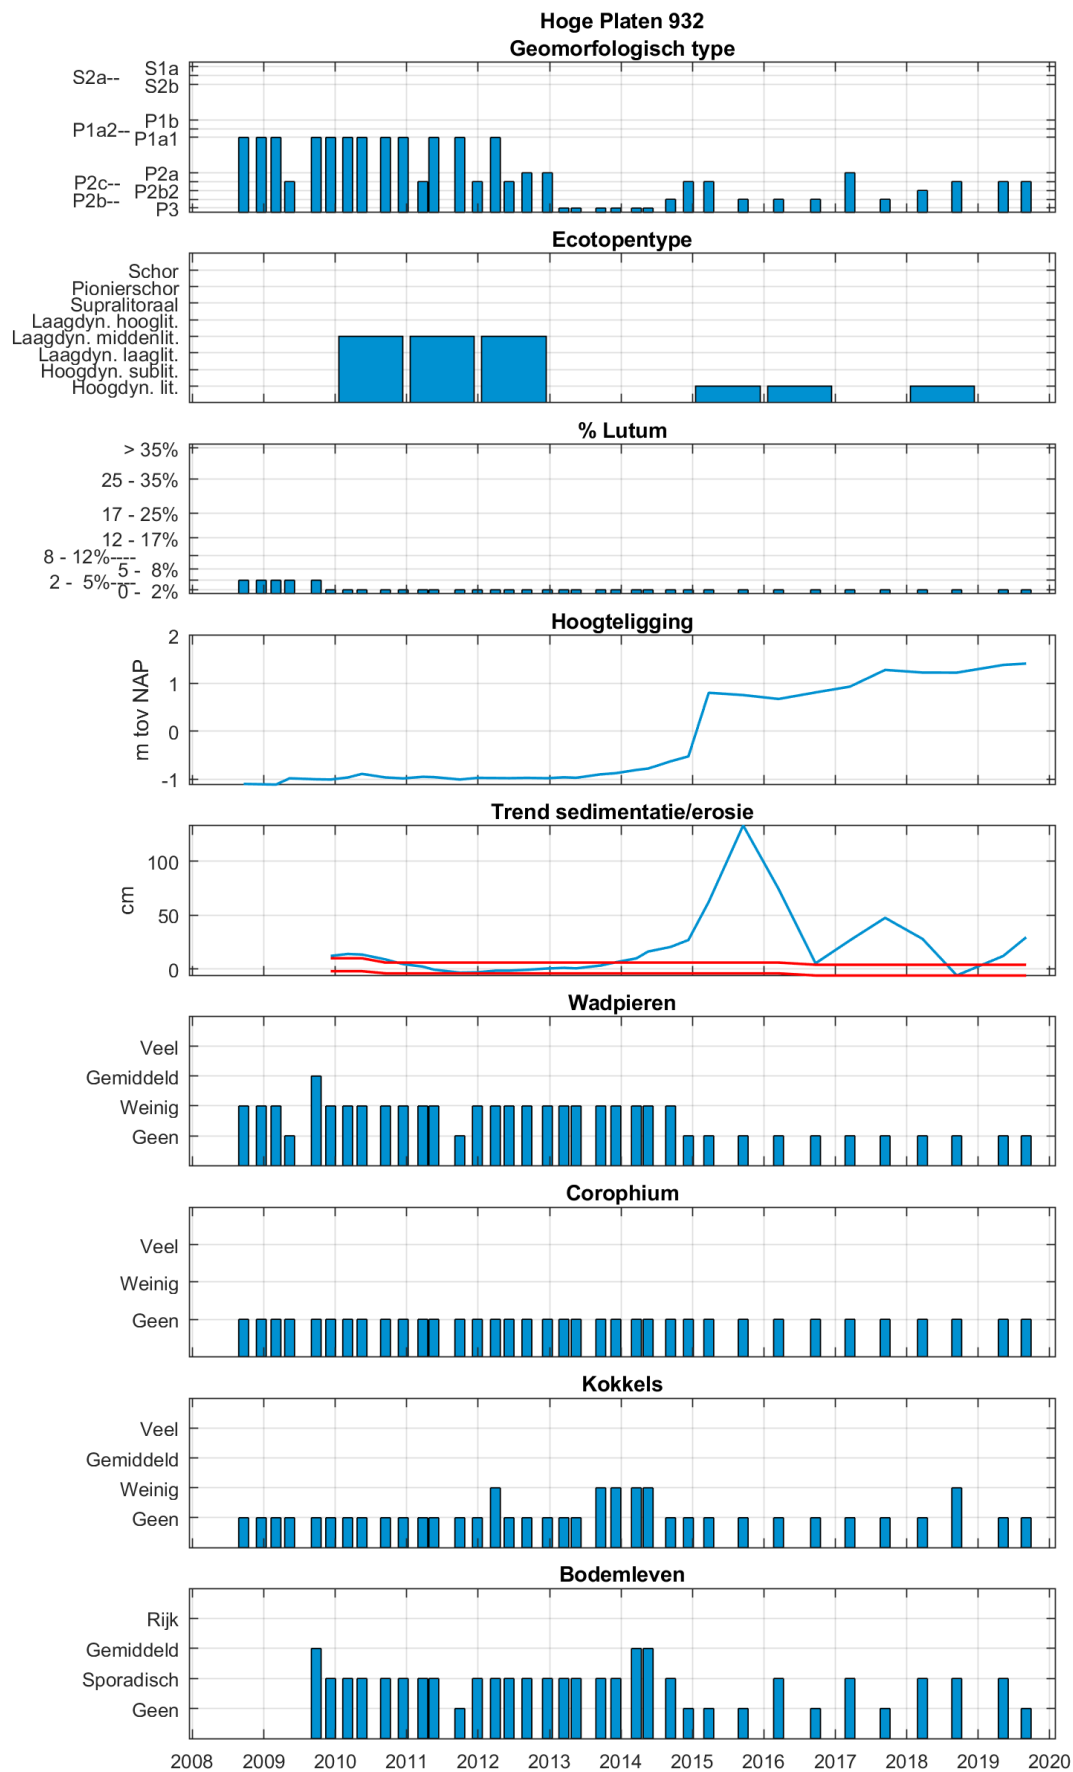 Hoge Platen 932
Geomorfologisch type
S1a
S2a--
S2b
P1b
P1a2--
P1a1
P2a
P2c--
P2b2
P2b--
P3
Ecotopentype
Schor
Pionierschor
Supralitoraal
Laagdyn. hooglit.
Laagdyn. middenlit.
Laagdyn. laaglit.
Hoogdyn. sublit.
Hoogdyn. lit.
% Lutum
> 35%
25 - 35%
17 - 25%
12 - 17%
8 - 12%----
5 - 8%
2 - 5%----
0 - 2%
Hoogteligging
m tov NAP
2
1
0
-1
Trend sedimentatie/erosie
cm
100
50
0
Wadpieren
Veel
Gemiddeld
Weinig
Geen
Corophium
Veel
Weinig
Geen
Kokkels
Veel
Gemiddeld
Weinig
Geen
Bodemleven
Rijk
Gemiddeld
Sporadisch
Geen
2008 2009 2010 2011 2012 2013 2014 2015 2016 2017 2018 2019 2020